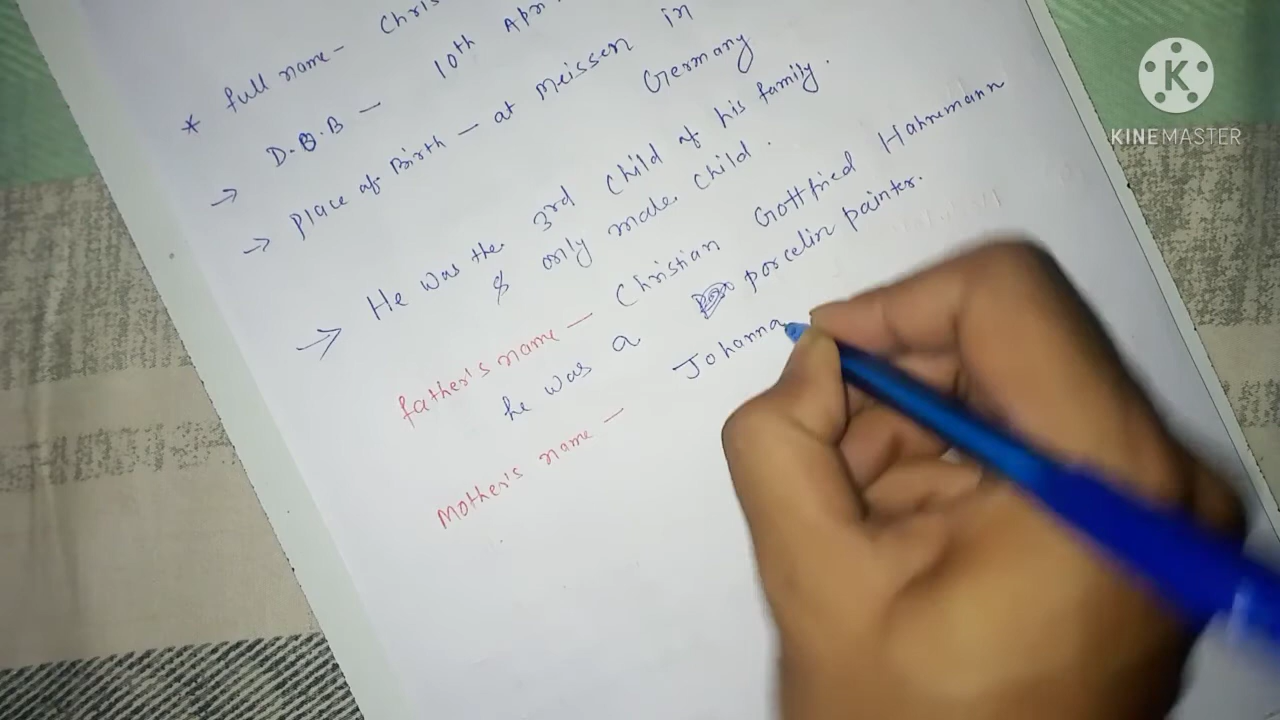 * full name - Chris
→ D.O.B - 10th Apr
→ Place of Birth - at Meissen in
Germany
→ He was the 3rd child of his family.
& only male child.
father's name - Christian Gottfried Hahnemann
he was a porcelin painter.
Mother's name - Johanna
K
KINEMASTER